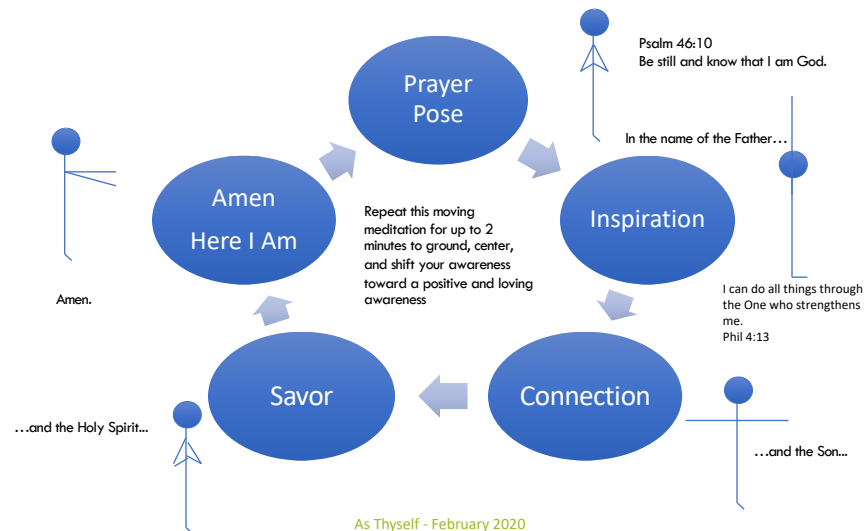 Prayer
Pose
Psalm 46:10
Be still and know that I am God.
In the name of the Father…
Inspiration
I can do all things through
the One who strengthens
me.
Phil 4:13
Connection
…and the Son…
Savor
…and the Holy Spirit…
Amen
Here I Am
Amen.
Repeat this moving
meditation for up to 2
minutes to ground, center,
and shift your awareness
toward a positive and loving
awareness
As Thyself - February 2020